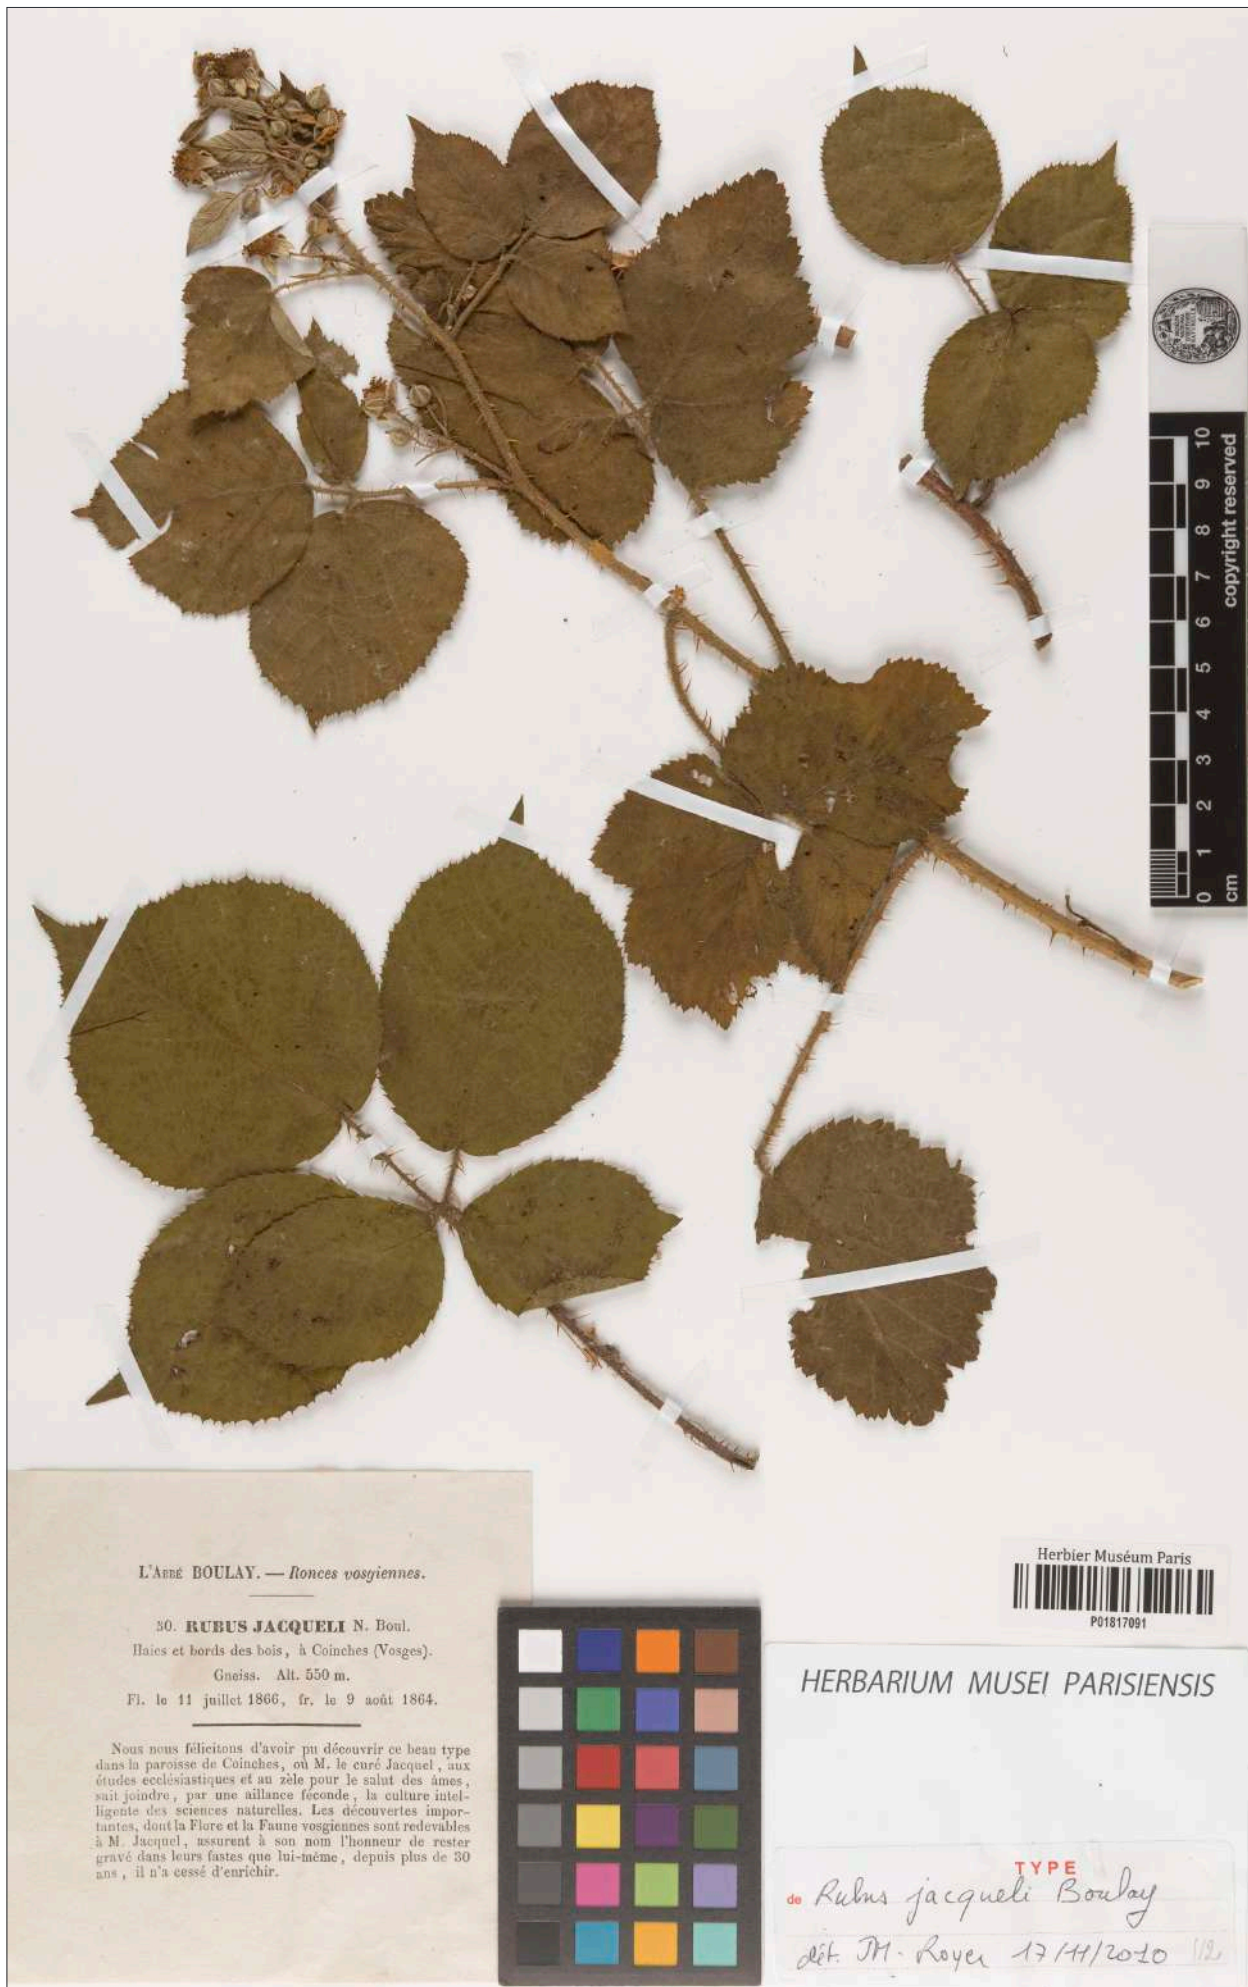 10
9
8
7
6
5
4
3
2
1
0
copyright reserved
cm
L'Abbé BOULAY. — Ronces vosgiennes.
30. RUBUS JACQUELI N. Boul.
Haies et bords des bois, à Coinches (Vosges).
Gneiss. Alt. 550 m.
Fl. le 11 juillet 1866, fr. le 9 août 1864.
Nous nous félicitons d'avoir pu découvrir ce beau type
dans la paroisse de Coinches, où M. le curé Jacquel, aux
études ecclésiastiques et au zèle pour le salut des âmes,
sait joindre, par une aillance féconde, la culture intel-
ligente des sciences naturelles. Les découvertes impor-
tantes, dont la Flore et la Faune vosgiennes sont redevables
à M. Jacquel, assurent à son nom l'honneur de rester
gravé dans leurs fastes que lui-même, depuis plus de 30
ans, il n'a cessé d'enrichir.
Herbier Muséum Paris
P01817091
HERBARIUM MUSEI PARISIENSIS
TYPE
de Rubus jacqueli Boulay
dét. JM. Royer 17/11/2010